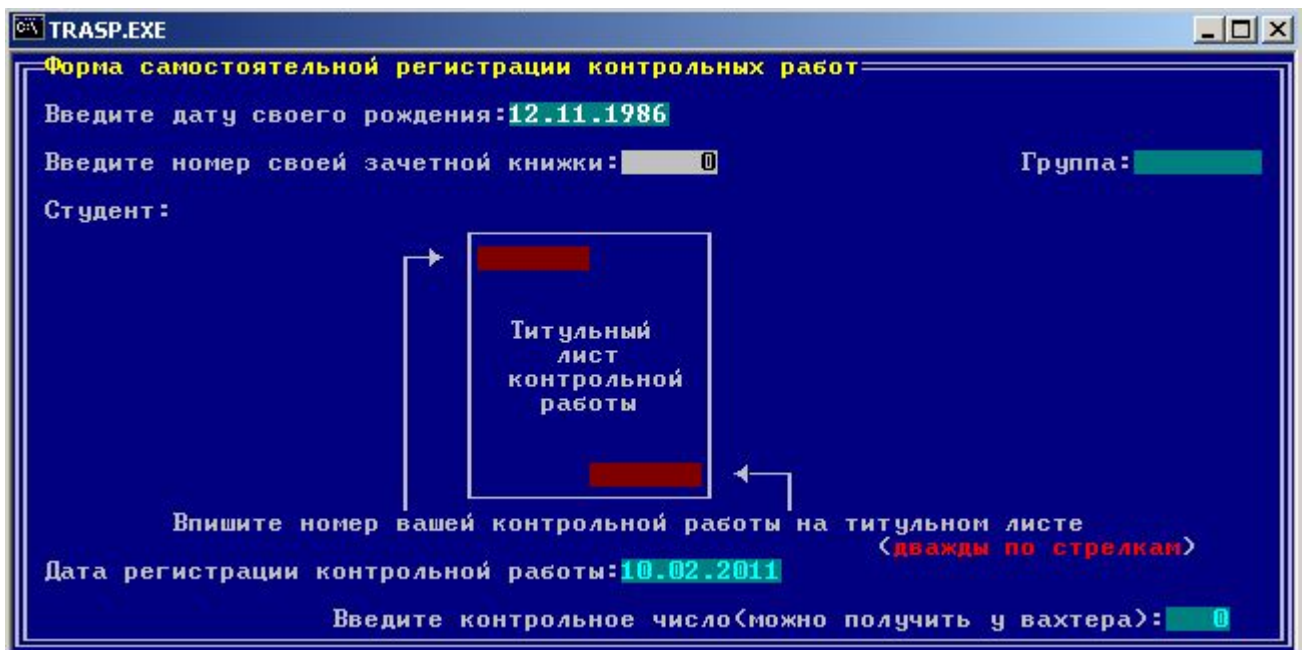 TRASP.EXE
Форма самостоятельной регистрации контрольных работ
Введите дату своего рождения:12.11.1986
Введите номер своей зачетной книжки: 0 Группа:
Студент:
Титульный
лист
контрольной
работы
Впишите номер вашей контрольной работы на титульном листе
(дважды по стрелкам)
Дата регистрации контрольной работы:10.02.2011
Введите контрольное число(можно получить у вахтера): 0